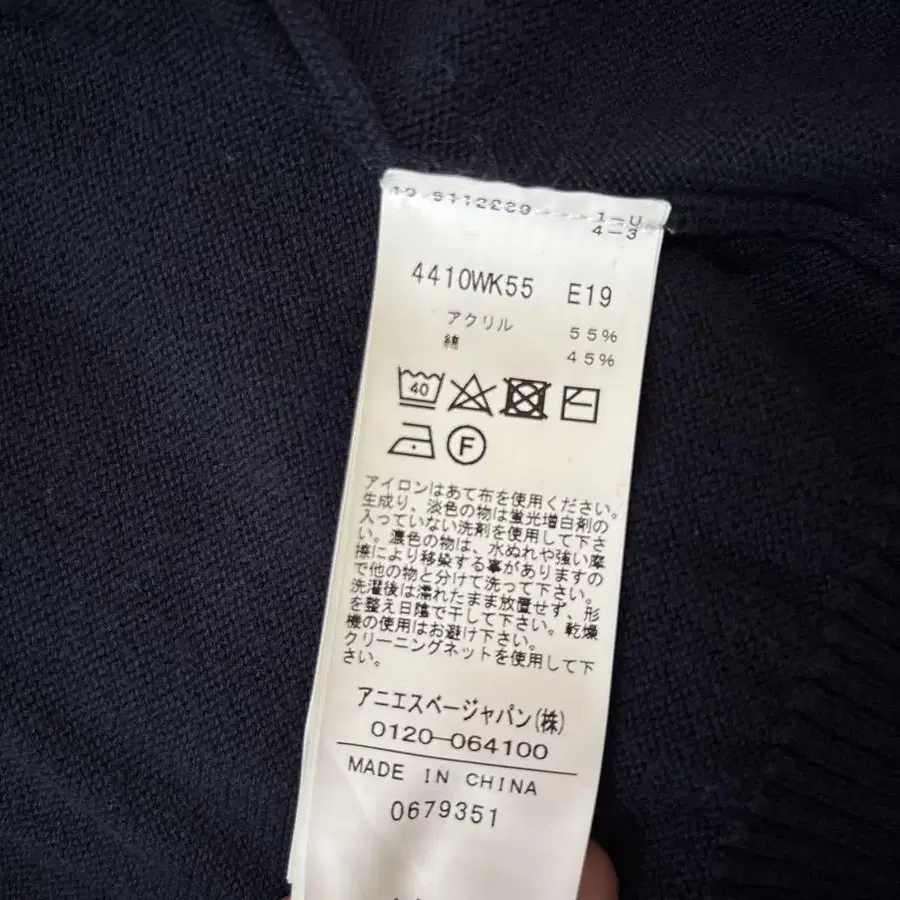 4410WK55 E19
アクリル 55%
綿 45%
40
F
アイロンはあて布を使用ください。
生成り、淡色の物は蛍光増白剤の
入っていない洗剤を使用して下さ
い。濃色の物は、水ぬれや強い摩
擦により移染する事がありますの
で他の物と分けて洗って下さい。
洗濯後は濡れたまま放置せず、形
を整え日陰で干して下さい。乾燥
機の使用はお避け下さい。
クリーニングネットを使用して下
さい。
アニエスベージャパン(株)
0120-064100
MADE IN CHINA
0679351